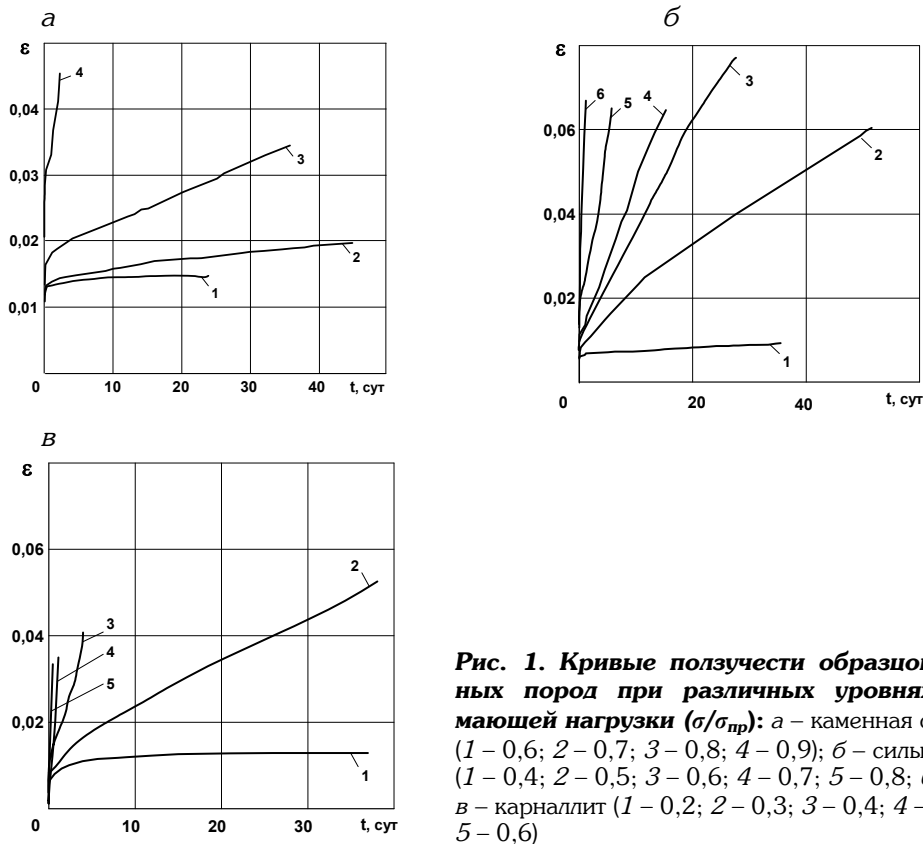 а
ε
0,04
0,03
0,02
0,01
0 10 20 30 40 t, сут
4
3
2
1
б
ε
0,06
0,04
0,02
0 20 40 t, сут
6
5
4
3
2
1
в
ε
0,06
0,04
0,02
0 10 20 30 t, сут
2
3
4
5
1
Рис. 1. Кривые ползучести образцо
ных пород при различных уровня
мающей нагрузки (σ/σпр): а – каменная с
(1 – 0,6; 2 – 0,7; 3 – 0,8; 4 – 0,9); б – силь
(1 – 0,4; 2 – 0,5; 3 – 0,6; 4 – 0,7; 5 – 0,8;
в – карналлит (1 – 0,2; 2 – 0,3; 3 – 0,4; 4 –
5 – 0,6)